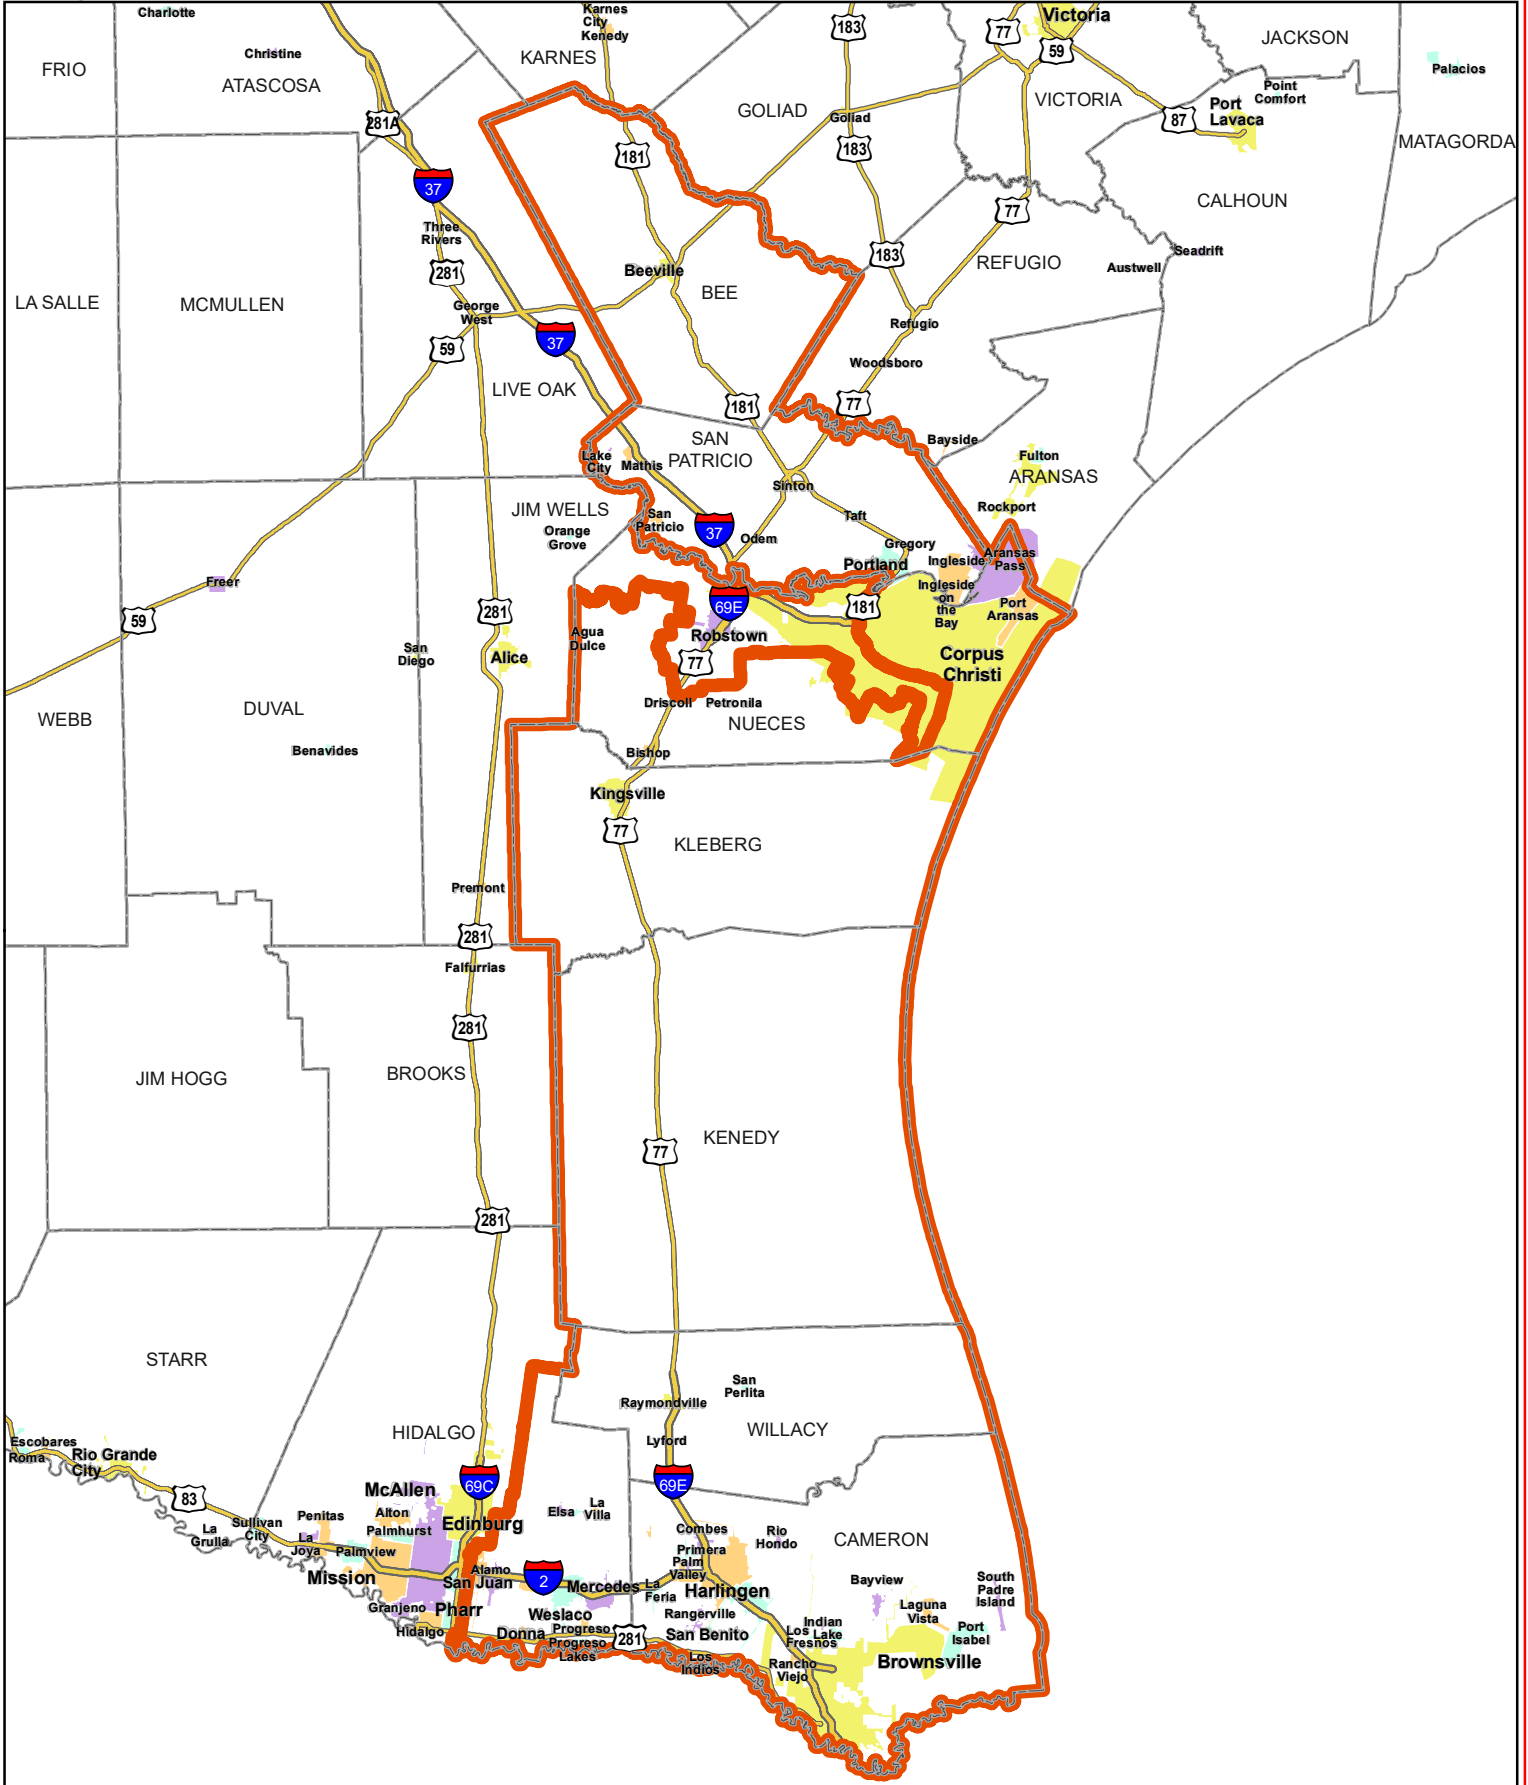 Charlotte
Karnes
City
Kenedy
183
77
Victoria
59
JACKSON
Christine
KARNES
FRIO
ATASCOSA
Palacios
Point
Comfort
VICTORIA
GOLIAD
Goliad
Port
Lavaca
87
281A
MATAGORDA
183
181
37
CALHOUN
77
Three
Rivers
183
Seadrift
REFUGIO
Austwell
281
Beeville
BEE
LA SALLE
MCMULLEN
George
West
Refugio
37
59
Woodsboro
LIVE OAK
181
77
SAN
PATRICIO
Bayside
Lake
City
Mathis
Fulton
ARANSAS
Sinton
Rockport
JIM WELLS
Orange
Grove
San
Patricio
Taft
37
Odem
Gregory
Aransas
Pass
Ingleside
Portland
Freer
Ingleside
on
the
Bay
59
281
69E
181
Port
Aransas
Agua
Dulce
Robstown
San
Diego
Alice
77
Corpus
Christi
Driscoll
Petronila
WEBB
DUVAL
NUECES
Benavides
Bishop
Kingsville
77
KLEBERG
Premont
281
Falfurrias
281
JIM HOGG
BROOKS
KENEDY
77
281
STARR
San
Perlita
Raymondville
WILLACY
HIDALGO
Lyford
Escobares
Roma
Rio Grande
City
69C
69E
McAllen
83
Elsa
La
Villa
Penitas
Alton
Sullivan
City
La
Grulla
Palmhurst
Edinburg
Combes
Rio
Hondo
CAMERON
La
Joya
Palmview
Primera
Palm
Valley
Mission
Alamo
San Juan
2
Mercedes
La
Feria
Harlingen
Bayview
South
Padre
Island
Granjeno
Pharr
Weslaco
Rangerville
Laguna
Vista
Hidalgo
Donna
Progreso
Progreso
Lakes
281
San Benito
Indian
Lake
Los
Fresnos
Port
Isabel
Los
Indios
Rancho
Viejo
Brownsville